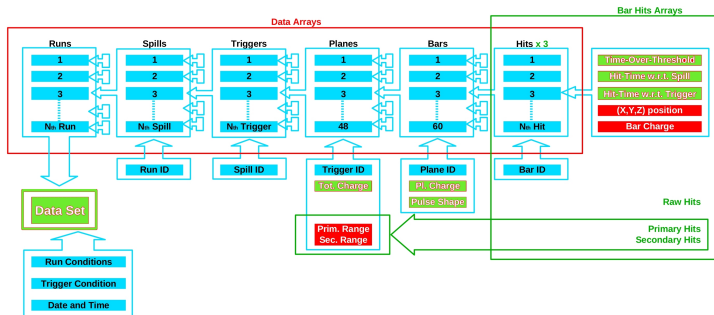 Data Arrays
Bar Hits Arrays
Runs
1
2
3
Nth Run
Spills
1
2
3
Nth Spill
Triggers
1
2
3
Nth Trigger
Planes
1
2
3
48
Bars
1
2
3
60
Hits x 3
1
2
3
Nth Hit
Time-Over-Threshold
Hit-Time w.r.t. Spill
Hit-Time w.r.t. Trigger
(X,Y,Z) position
Bar Charge
Run ID
Spill ID
Trigger ID
Tot. Charge
Prim. Range
Sec. Range
Plane ID
Pl. Charge
Pulse Shape
Bar ID
Raw Hits
Primary Hits
Secondary Hits
Data Set
Run Conditions
Trigger Condition
Date and Time